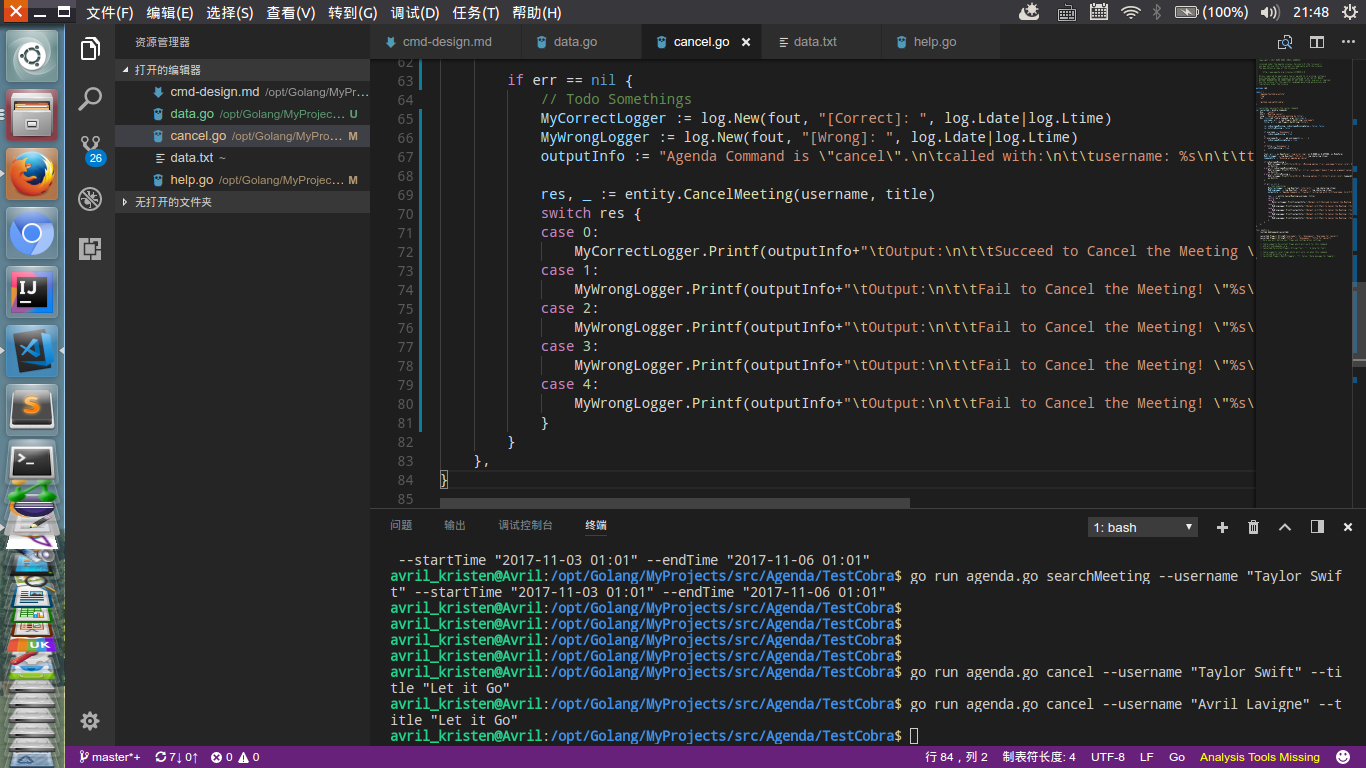 文件(F) 编辑(E) 选择(S) 查看(V) 转到(G) 调试(D) 任务(T) 帮助(H) (100%) 21:48
资源管理器
打开的编辑器
cmd-design.md /opt/Golang/MyPr...
data.go /opt/Golang/MyProject... U
cancel.go /opt/Golang/MyPro... M
data.txt ~
help.go /opt/Golang/MyProjec... M
无打开的文件夹
26
cmd-design.md data.go cancel.go data.txt help.go
62
63 if err == nil {
64 // Todo Somethings
65 MyCorrectLogger := log.New(fout, "[Correct]: ", log.Ldate|log.Ltime)
66 MyWrongLogger := log.New(fout, "[Wrong]: ", log.Ldate|log.Ltime)
67 outputInfo := "Agenda Command is \"cancel\".\n\tcalled with:\n\t\tusername: %s\n\t\tt
68
69 res, _ := entity.CancelMeeting(username, title)
70 switch res {
71 case 0:
72 MyCorrectLogger.Printf(outputInfo+"\tOutput:\n\t\tSucceed to Cancel the Meeting \
73 case 1:
74 MyWrongLogger.Printf(outputInfo+"\tOutput:\n\t\tFail to Cancel the Meeting! \"%s\
75 case 2:
76 MyWrongLogger.Printf(outputInfo+"\tOutput:\n\t\tFail to Cancel the Meeting! \"%s\
77 case 3:
78 MyWrongLogger.Printf(outputInfo+"\tOutput:\n\t\tFail to Cancel the Meeting! \"%s\
79 case 4:
80 MyWrongLogger.Printf(outputInfo+"\tOutput:\n\t\tFail to Cancel the Meeting! \"%s\
81 }
82 }
83 },
84 }
85
问题 输出 调试控制台 终端 1: bash
--startTime "2017-11-03 01:01" --endTime "2017-11-06 01:01"
avril_kristen@Avril:/opt/Golang/MyProjects/src/Agenda/TestCobra$ go run agenda.go searchMeeting --username "Taylor Swif
t" --startTime "2017-11-03 01:01" --endTime "2017-11-06 01:01"
avril_kristen@Avril:/opt/Golang/MyProjects/src/Agenda/TestCobra$
avril_kristen@Avril:/opt/Golang/MyProjects/src/Agenda/TestCobra$
avril_kristen@Avril:/opt/Golang/MyProjects/src/Agenda/TestCobra$
avril_kristen@Avril:/opt/Golang/MyProjects/src/Agenda/TestCobra$
avril_kristen@Avril:/opt/Golang/MyProjects/src/Agenda/TestCobra$ go run agenda.go cancel --username "Taylor Swift" --ti
tle "Let it Go"
avril_kristen@Avril:/opt/Golang/MyProjects/src/Agenda/TestCobra$ go run agenda.go cancel --username "Avril Lavigne" --t
itle "Let it Go"
avril_kristen@Avril:/opt/Golang/MyProjects/src/Agenda/TestCobra$
master*+ 7↓ 0↑ 0 0 行 84，列 2 制表符长度: 4 UTF-8 LF Go Analysis Tools Missing